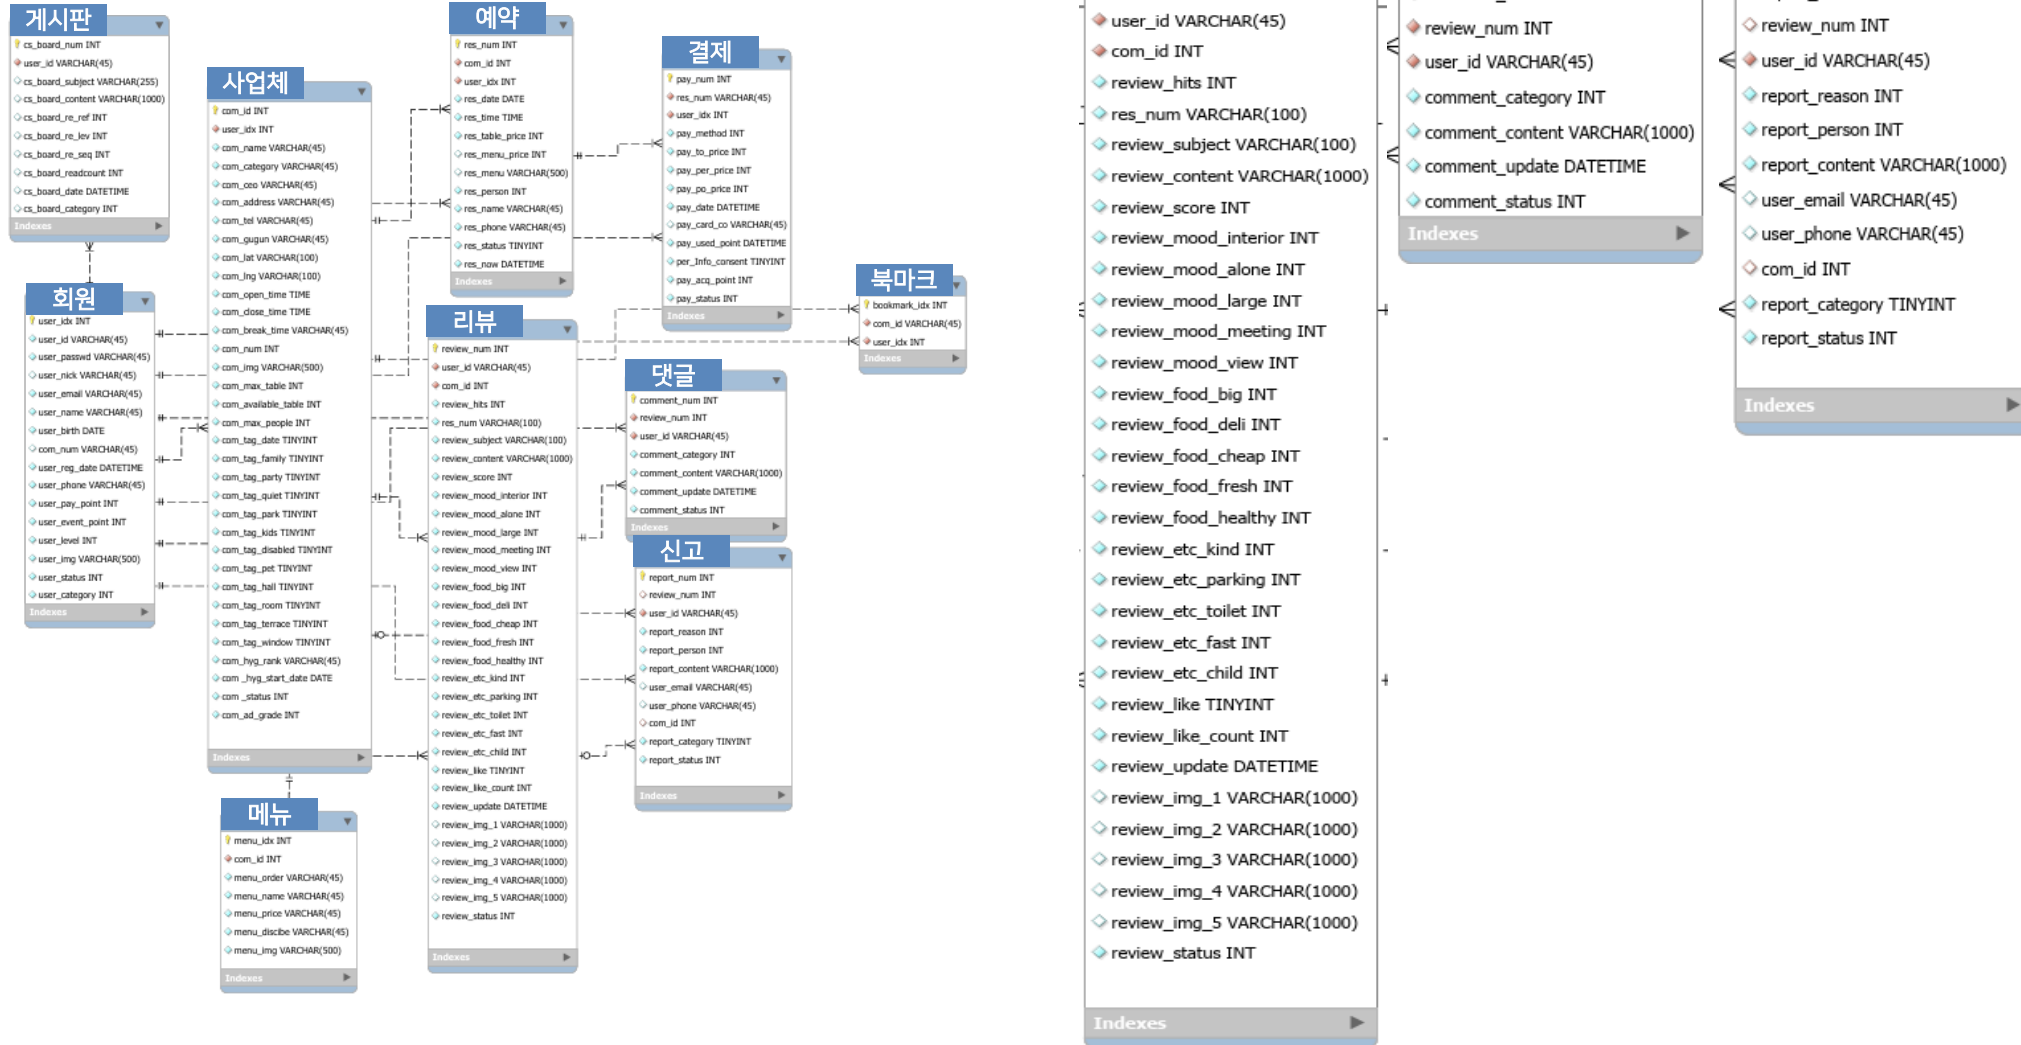 게시판
cs_board_num INT
user_id VARCHAR(45)
cs_board_subject VARCHAR(255)
cs_board_content VARCHAR(1000)
cs_board_re_ref INT
cs_board_re_lev INT
cs_board_re_seq INT
cs_board_readcount INT
cs_board_date DATETIME
cs_board_category INT
Indexes
회원
user_idx INT
user_id VARCHAR(45)
user_passwd VARCHAR(45)
user_nick VARCHAR(45)
user_email VARCHAR(45)
user_name VARCHAR(45)
user_birth DATE
com_num VARCHAR(45)
user_reg_date DATETIME
user_phone VARCHAR(45)
user_pay_point INT
user_event_point INT
user_level INT
user_img VARCHAR(500)
user_status INT
user_category INT
Indexes
사업체
com_id INT
user_idx INT
com_name VARCHAR(45)
com_category VARCHAR(45)
com_ceo VARCHAR(45)
com_address VARCHAR(45)
com_tel VARCHAR(45)
com_gugun VARCHAR(45)
com_lat VARCHAR(100)
com_lng VARCHAR(100)
com_open_time TIME
com_close_time TIME
com_break_time VARCHAR(45)
com_num INT
com_img VARCHAR(500)
com_max_table INT
com_available_table INT
com_max_people INT
com_tag_date TINYINT
com_tag_family TINYINT
com_tag_party TINYINT
com_tag_quiet TINYINT
com_tag_park TINYINT
com_tag_kids TINYINT
com_tag_disabled TINYINT
com_tag_pet TINYINT
com_tag_hall TINYINT
com_tag_room TINYINT
com_tag_terrace TINYINT
com_tag_window TINYINT
com_hyg_rank VARCHAR(45)
com _hyg_start_date DATE
com _status INT
com_ad_grade INT
Indexes
메뉴
menu_idx INT
com_id INT
menu_order VARCHAR(45)
menu_name VARCHAR(45)
menu_price VARCHAR(45)
menu_discibe VARCHAR(45)
menu_img VARCHAR(500)
Indexes
예약
res_num INT
com_id INT
user_idx INT
res_date DATE
res_time TIME
res_table_price INT
res_menu_price INT
res_menu VARCHAR(500)
res_person INT
res_name VARCHAR(45)
res_phone VARCHAR(45)
res_status TINYINT
res_now DATETIME
Indexes
리뷰
review_num INT
user_id VARCHAR(45)
com_id INT
review_hits INT
res_num VARCHAR(100)
review_subject VARCHAR(100)
review_content VARCHAR(1000)
review_score INT
review_mood_interior INT
review_mood_alone INT
review_mood_large INT
review_mood_meeting INT
review_mood_view INT
review_food_big INT
review_food_deli INT
review_food_cheap INT
review_food_fresh INT
review_food_healthy INT
review_etc_kind INT
review_etc_parking INT
review_etc_toilet INT
review_etc_fast INT
review_etc_child INT
review_like TINYINT
review_like_count INT
review_update DATETIME
review_img_1 VARCHAR(1000)
review_img_2 VARCHAR(1000)
review_img_3 VARCHAR(1000)
review_img_4 VARCHAR(1000)
review_img_5 VARCHAR(1000)
review_status INT
Indexes
결제
pay_num INT
res_num VARCHAR(45)
user_idx INT
pay_method INT
pay_to_price INT
pay_per_price INT
pay_po_price INT
pay_date DATETIME
pay_card_co VARCHAR(45)
pay_used_point DATETIME
per_Info_consent TINYINT
pay_acq_point INT
pay_status INT
Indexes
북마크
bookmark_idx INT
com_id VARCHAR(45)
user_idx INT
Indexes
댓글
comment_num INT
review_num INT
user_id VARCHAR(45)
comment_category INT
comment_content VARCHAR(1000)
comment_update DATETIME
comment_status INT
Indexes
신고
report_num INT
review_num INT
user_id VARCHAR(45)
report_reason INT
report_person INT
report_content VARCHAR(1000)
user_email VARCHAR(45)
user_phone VARCHAR(45)
com_id INT
report_category TINYINT
report_status INT
Indexes
user_id VARCHAR(45)
com_id INT
review_hits INT
res_num VARCHAR(100)
review_subject VARCHAR(100)
review_content VARCHAR(1000)
review_score INT
review_mood_interior INT
review_mood_alone INT
review_mood_large INT
review_mood_meeting INT
review_mood_view INT
review_food_big INT
review_food_deli INT
review_food_cheap INT
review_food_fresh INT
review_food_healthy INT
review_etc_kind INT
review_etc_parking INT
review_etc_toilet INT
review_etc_fast INT
review_etc_child INT
review_like TINYINT
review_like_count INT
review_update DATETIME
review_img_1 VARCHAR(1000)
review_img_2 VARCHAR(1000)
review_img_3 VARCHAR(1000)
review_img_4 VARCHAR(1000)
review_img_5 VARCHAR(1000)
review_status INT
Indexes
review_num INT
user_id VARCHAR(45)
comment_category INT
comment_content VARCHAR(1000)
comment_update DATETIME
comment_status INT
Indexes
review_num INT
user_id VARCHAR(45)
report_reason INT
report_person INT
report_content VARCHAR(1000)
user_email VARCHAR(45)
user_phone VARCHAR(45)
com_id INT
report_category TINYINT
report_status INT
Indexes